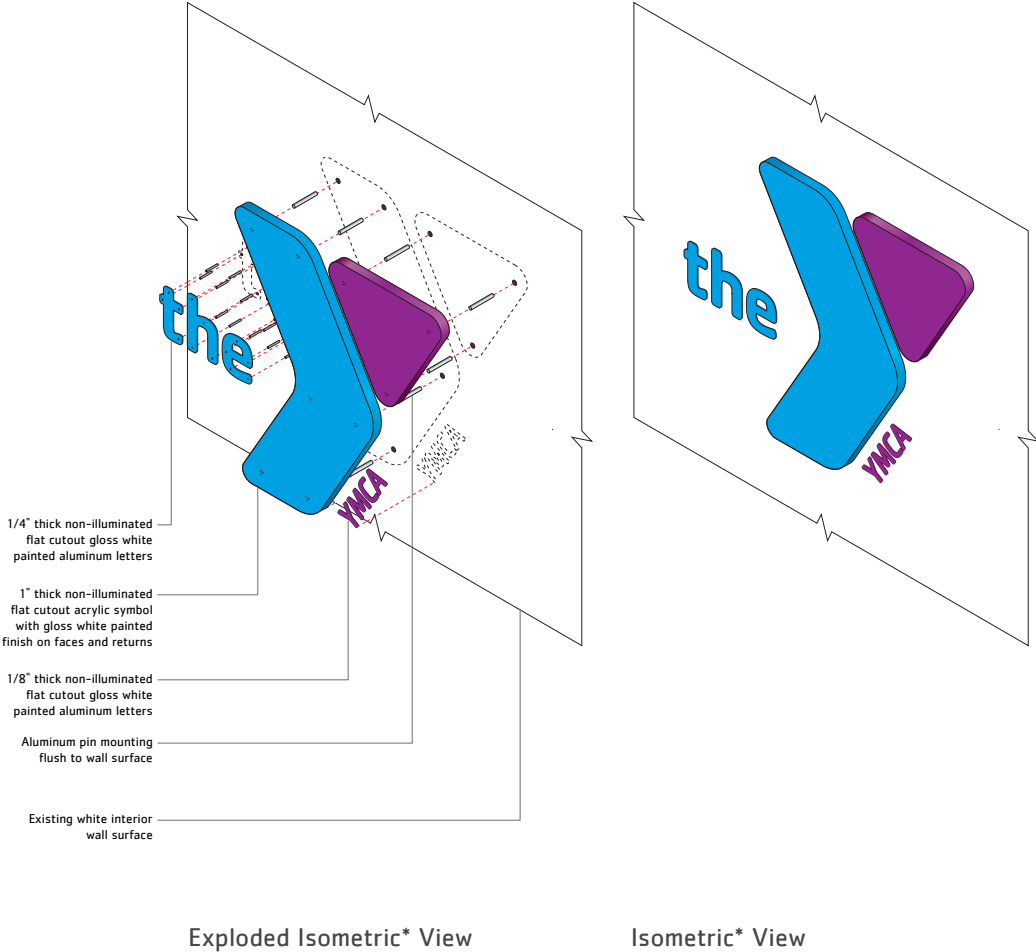 the
YMCA
the
YMCA
1/4" thick non-illuminated
flat cutout gloss white
painted aluminum letters
1" thick non-illuminated
flat cutout acrylic symbol
with gloss white painted
finish on faces and returns
1/8" thick non-illuminated
flat cutout gloss white
painted aluminum letters
Aluminum pin mounting
flush to wall surface
Existing white interior
wall surface
Exploded Isometric* View
Isometric* View